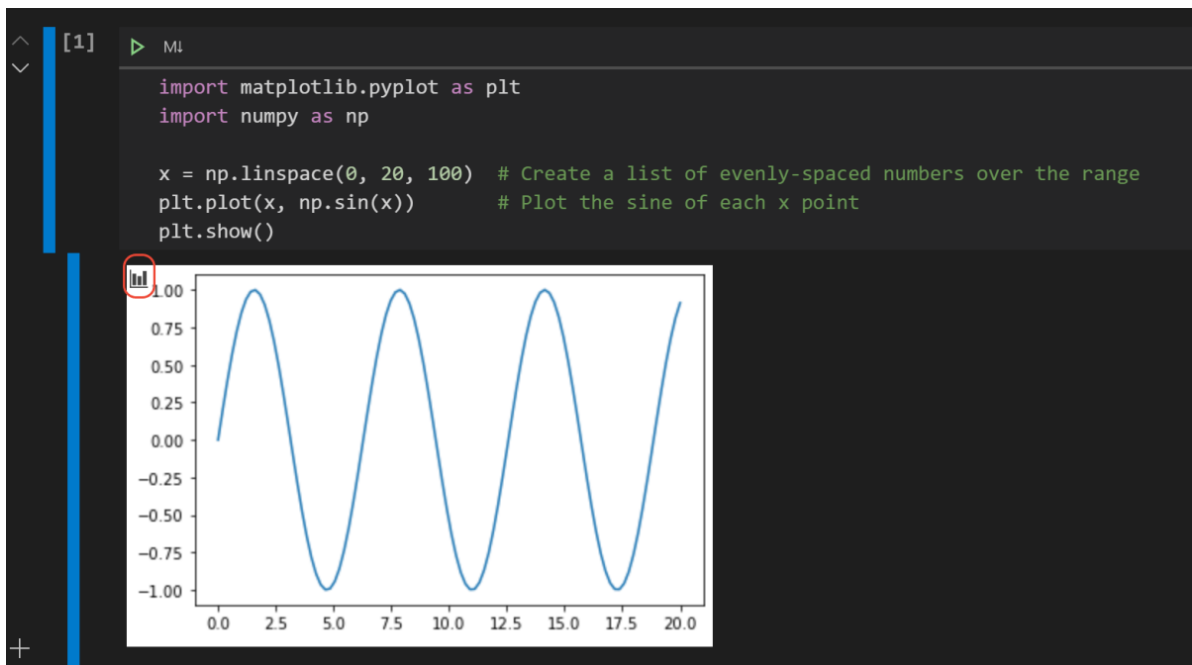 [1]
M↓
import matplotlib.pyplot as plt
import numpy as np
x = np.linspace(0, 20, 100)  # Create a list of evenly-spaced numbers over the range
plt.plot(x, np.sin(x))       # Plot the sine of each x point
plt.show()
1.00
0.75
0.50
0.25
0.00
−0.25
−0.50
−0.75
−1.00
0.0 2.5 5.0 7.5 10.0 12.5 15.0 17.5 20.0